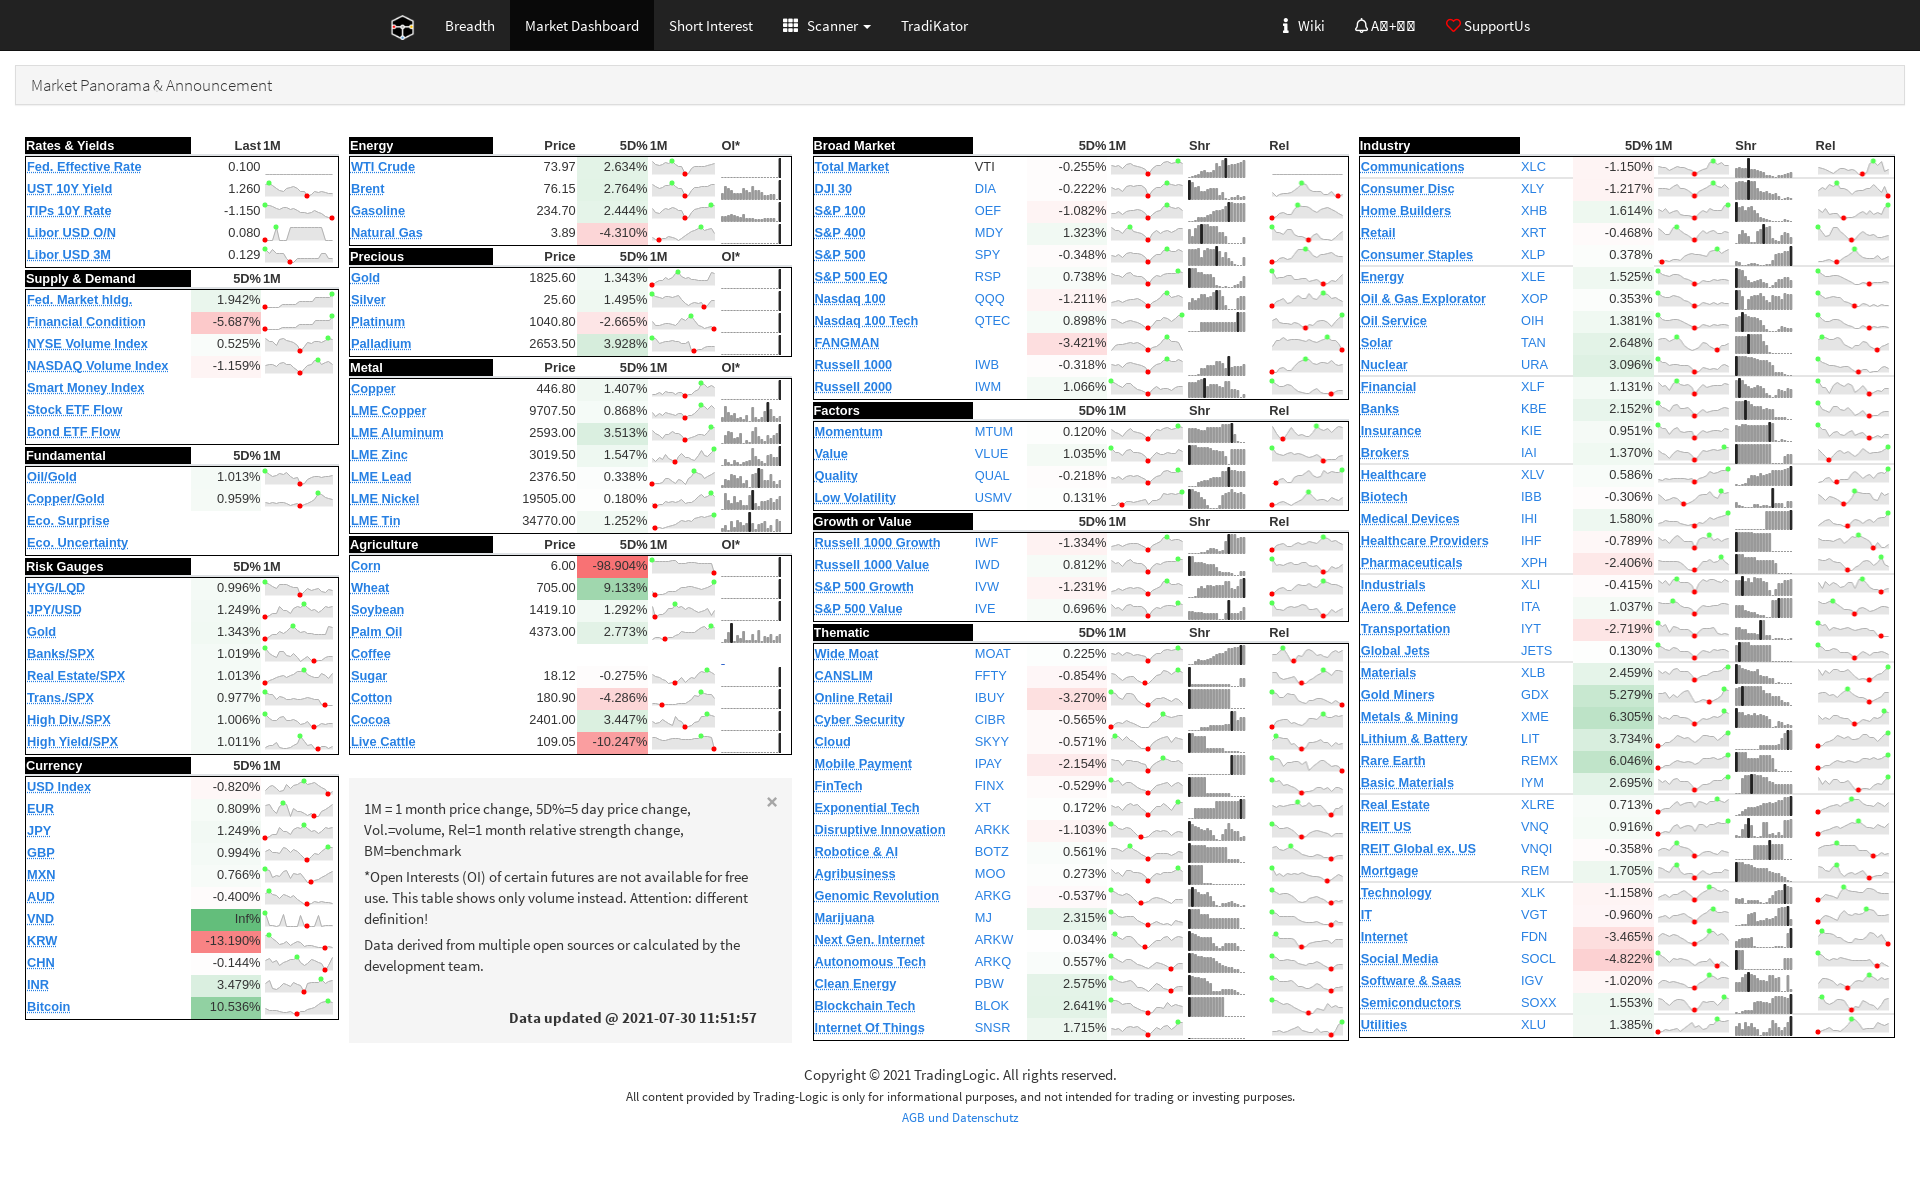 Breadth Market Dashboard Short Interest Scanner TradiKator Wiki SupportUs
Market Panorama & Announcement
Rates & Yields Last 1M
Fed. Effective Rate 0.100
UST 10Y Yield 1.260
TIPs 10Y Rate -1.150
Libor USD O/N 0.080
Libor USD 3M 0.129
Supply & Demand 5D% 1M
Fed. Market hldg. 1.942%
Financial Condition -5.687%
NYSE Volume Index 0.525%
NASDAQ Volume Index -1.159%
Smart Money Index
Stock ETF Flow
Bond ETF Flow
Fundamental 5D% 1M
Oil/Gold 1.013%
Copper/Gold 0.959%
Eco. Surprise
Eco. Uncertainty
Risk Gauges 5D% 1M
HYG/LQD 0.996%
JPY/USD 1.249%
Gold 1.343%
Banks/SPX 1.019%
Real Estate/SPX 1.013%
Trans./SPX 0.977%
High Div./SPX 1.006%
High Yield/SPX 1.011%
Currency 5D% 1M
USD Index -0.820%
EUR 0.809%
JPY 1.249%
GBP 0.994%
MXN 0.766%
AUD -0.400%
VND Inf%
KRW -13.190%
CHN -0.144%
INR 3.479%
Bitcoin 10.536%
Energy Price 5D% 1M OI*
WTI Crude 73.97 2.634%
Brent 76.15 2.764%
Gasoline 234.70 2.444%
Natural Gas 3.89 -4.310%
Precious Price 5D% 1M OI*
Gold 1825.60 1.343%
Silver 25.60 1.495%
Platinum 1040.80 -2.665%
Palladium 2653.50 3.928%
Metal Price 5D% 1M OI*
Copper 446.80 1.407%
LME Copper 9707.50 0.868%
LME Aluminum 2593.00 3.513%
LME Zinc 3019.50 1.547%
LME Lead 2376.50 0.338%
LME Nickel 19505.00 0.180%
LME Tin 34770.00 1.252%
Agriculture Price 5D% 1M OI*
Corn 6.00 -98.904%
Wheat 705.00 9.133%
Soybean 1419.10 1.292%
Palm Oil 4373.00 2.773%
Coffee
Sugar 18.12 -0.275%
Cotton 180.90 -4.286%
Cocoa 2401.00 3.447%
Live Cattle 109.05 -10.247%
×
1M = 1 month price change, 5D%=5 day price change,
Vol.=volume, Rel=1 month relative strength change,
BM=benchmark
*Open Interests (OI) of certain futures are not available for free
use. This table shows only volume instead. Attention: different
definition!
Data derived from multiple open sources or calculated by the
development team.
Data updated @ 2021-07-30 11:51:57
Broad Market 5D% 1M Shr Rel
Total Market VTI -0.255%
DJI 30 DIA -0.222%
S&P 100 OEF -1.082%
S&P 400 MDY 1.323%
S&P 500 SPY -0.348%
S&P 500 EQ RSP 0.738%
Nasdaq 100 QQQ -1.211%
Nasdaq 100 Tech QTEC 0.898%
FANGMAN -3.421%
Russell 1000 IWB -0.318%
Russell 2000 IWM 1.066%
Factors 5D% 1M Shr Rel
Momentum MTUM 0.120%
Value VLUE 1.035%
Quality QUAL -0.218%
Low Volatility USMV 0.131%
Growth or Value 5D% 1M Shr Rel
Russell 1000 Growth IWF -1.334%
Russell 1000 Value IWD 0.812%
S&P 500 Growth IVW -1.231%
S&P 500 Value IVE 0.696%
Thematic 5D% 1M Shr Rel
Wide Moat MOAT 0.225%
CANSLIM FFTY -0.854%
Online Retail IBUY -3.270%
Cyber Security CIBR -0.565%
Cloud SKYY -0.571%
Mobile Payment IPAY -2.154%
FinTech FINX -0.529%
Exponential Tech XT 0.172%
Disruptive Innovation ARKK -1.103%
Robotice & AI BOTZ 0.561%
Agribusiness MOO 0.273%
Genomic Revolution ARKG -0.537%
Marijuana MJ 2.315%
Next Gen. Internet ARKW 0.034%
Autonomous Tech ARKQ 0.557%
Clean Energy PBW 2.575%
Blockchain Tech BLOK 2.641%
Internet Of Things SNSR 1.715%
Industry 5D% 1M Shr Rel
Communications XLC -1.150%
Consumer Disc XLY -1.217%
Home Builders XHB 1.614%
Retail XRT -0.468%
Consumer Staples XLP 0.378%
Energy XLE 1.525%
Oil & Gas Explorator XOP 0.353%
Oil Service OIH 1.381%
Solar TAN 2.648%
Nuclear URA 3.096%
Financial XLF 1.131%
Banks KBE 2.152%
Insurance KIE 0.951%
Brokers IAI 1.370%
Healthcare XLV 0.586%
Biotech IBB -0.306%
Medical Devices IHI 1.580%
Healthcare Providers IHF -0.789%
Pharmaceuticals XPH -2.406%
Industrials XLI -0.415%
Aero & Defence ITA 1.037%
Transportation IYT -2.719%
Global Jets JETS 0.130%
Materials XLB 2.459%
Gold Miners GDX 5.279%
Metals & Mining XME 6.305%
Lithium & Battery LIT 3.734%
Rare Earth REMX 6.046%
Basic Materials IYM 2.695%
Real Estate XLRE 0.713%
REIT US VNQ 0.916%
REIT Global ex. US VNQI -0.358%
Mortgage REM 1.705%
Technology XLK -1.158%
IT VGT -0.960%
Internet FDN -3.465%
Social Media SOCL -4.822%
Software & Saas IGV -1.020%
Semiconductors SOXX 1.553%
Utilities XLU 1.385%
Copyright © 2021 TradingLogic. All rights reserved.
All content provided by Trading-Logic is only for informational purposes, and not intended for trading or investing purposes.
AGB und Datenschutz